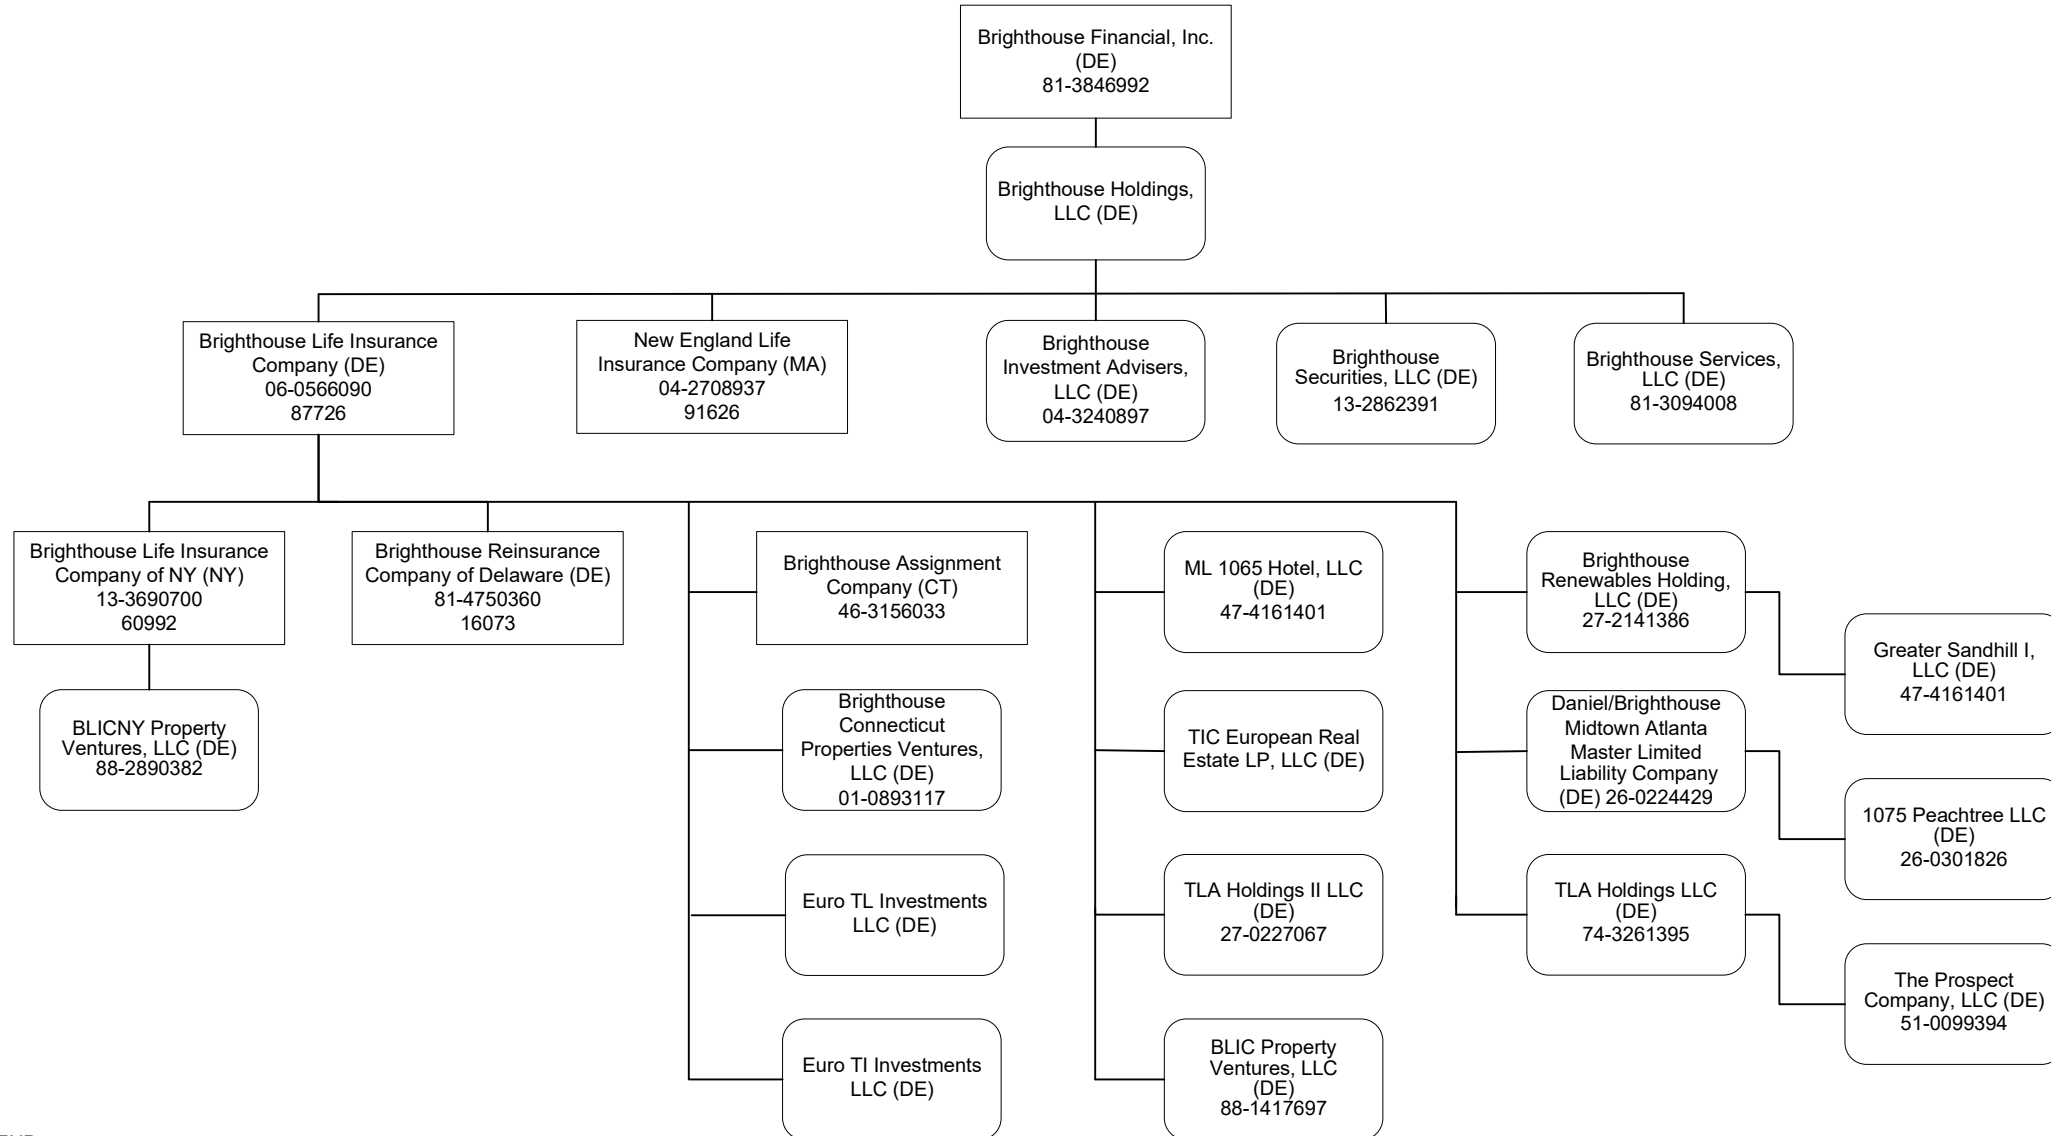 Brighthouse Financial, Inc.
(DE)
81-3846992
Brighthouse Holdings,
LLC (DE)
Brighthouse Life Insurance
Company (DE)
06-0566090
87726
New England Life
Insurance Company (MA)
04-2708937
91626
Brighthouse
Investment Advisers,
LLC (DE)
04-3240897
Brighthouse
Securities, LLC (DE)
13-2862391
Brighthouse Services,
LLC (DE)
81-3094008
Brighthouse Life Insurance
Company of NY (NY)
13-3690700
60992
Brighthouse Reinsurance
Company of Delaware (DE)
81-4750360
16073
Brighthouse Assignment
Company (CT)
46-3156033
ML 1065 Hotel, LLC
(DE)
47-4161401
Brighthouse
Renewables Holding,
LLC (DE)
27-2141386
Greater Sandhill I,
LLC (DE)
47-4161401
BLICNY Property
Ventures, LLC (DE)
88-2890382
Brighthouse
Connecticut
Properties Ventures,
LLC (DE)
01-0893117
TIC European Real
Estate LP, LLC (DE)
Daniel/Brighthouse
Midtown Atlanta
Master Limited
Liability Company
(DE) 26-0224429
1075 Peachtree LLC
(DE)
26-0301826
Euro TL Investments
LLC (DE)
TLA Holdings II LLC
(DE)
27-0227067
TLA Holdings LLC
(DE)
74-3261395
The Prospect
Company, LLC (DE)
51-0099394
Euro TI Investments
LLC (DE)
BLIC Property
Ventures, LLC
(DE)
88-1417697